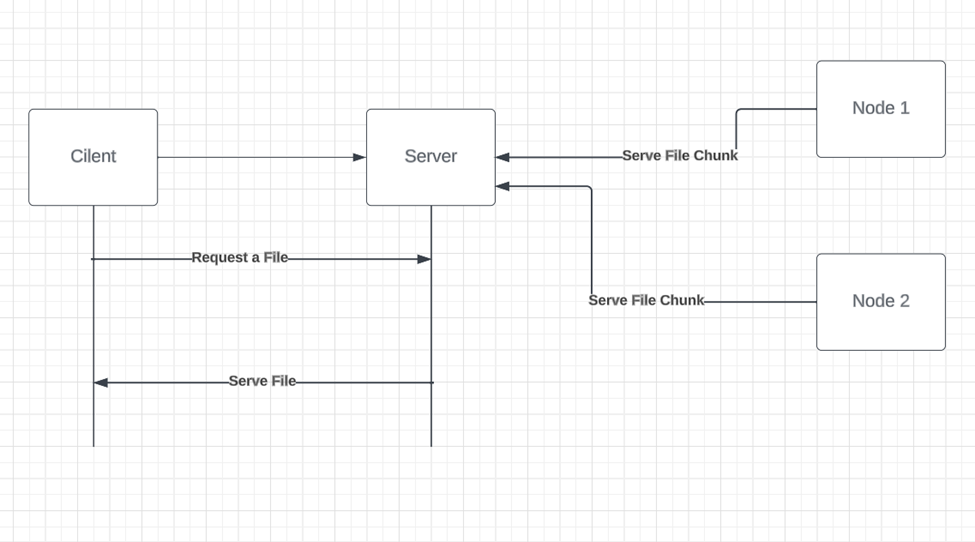 Node 1
Cilent
Server
Serve File Chunk
Request a File
Serve File Chunk
Node 2
Serve File